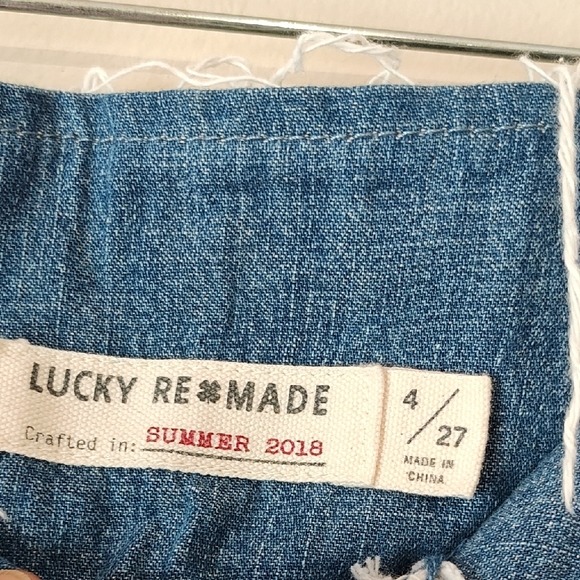 LUCKY RE⌘MADE
Crafted in: SUMMER 2018
4/27
MADE IN
CHINA